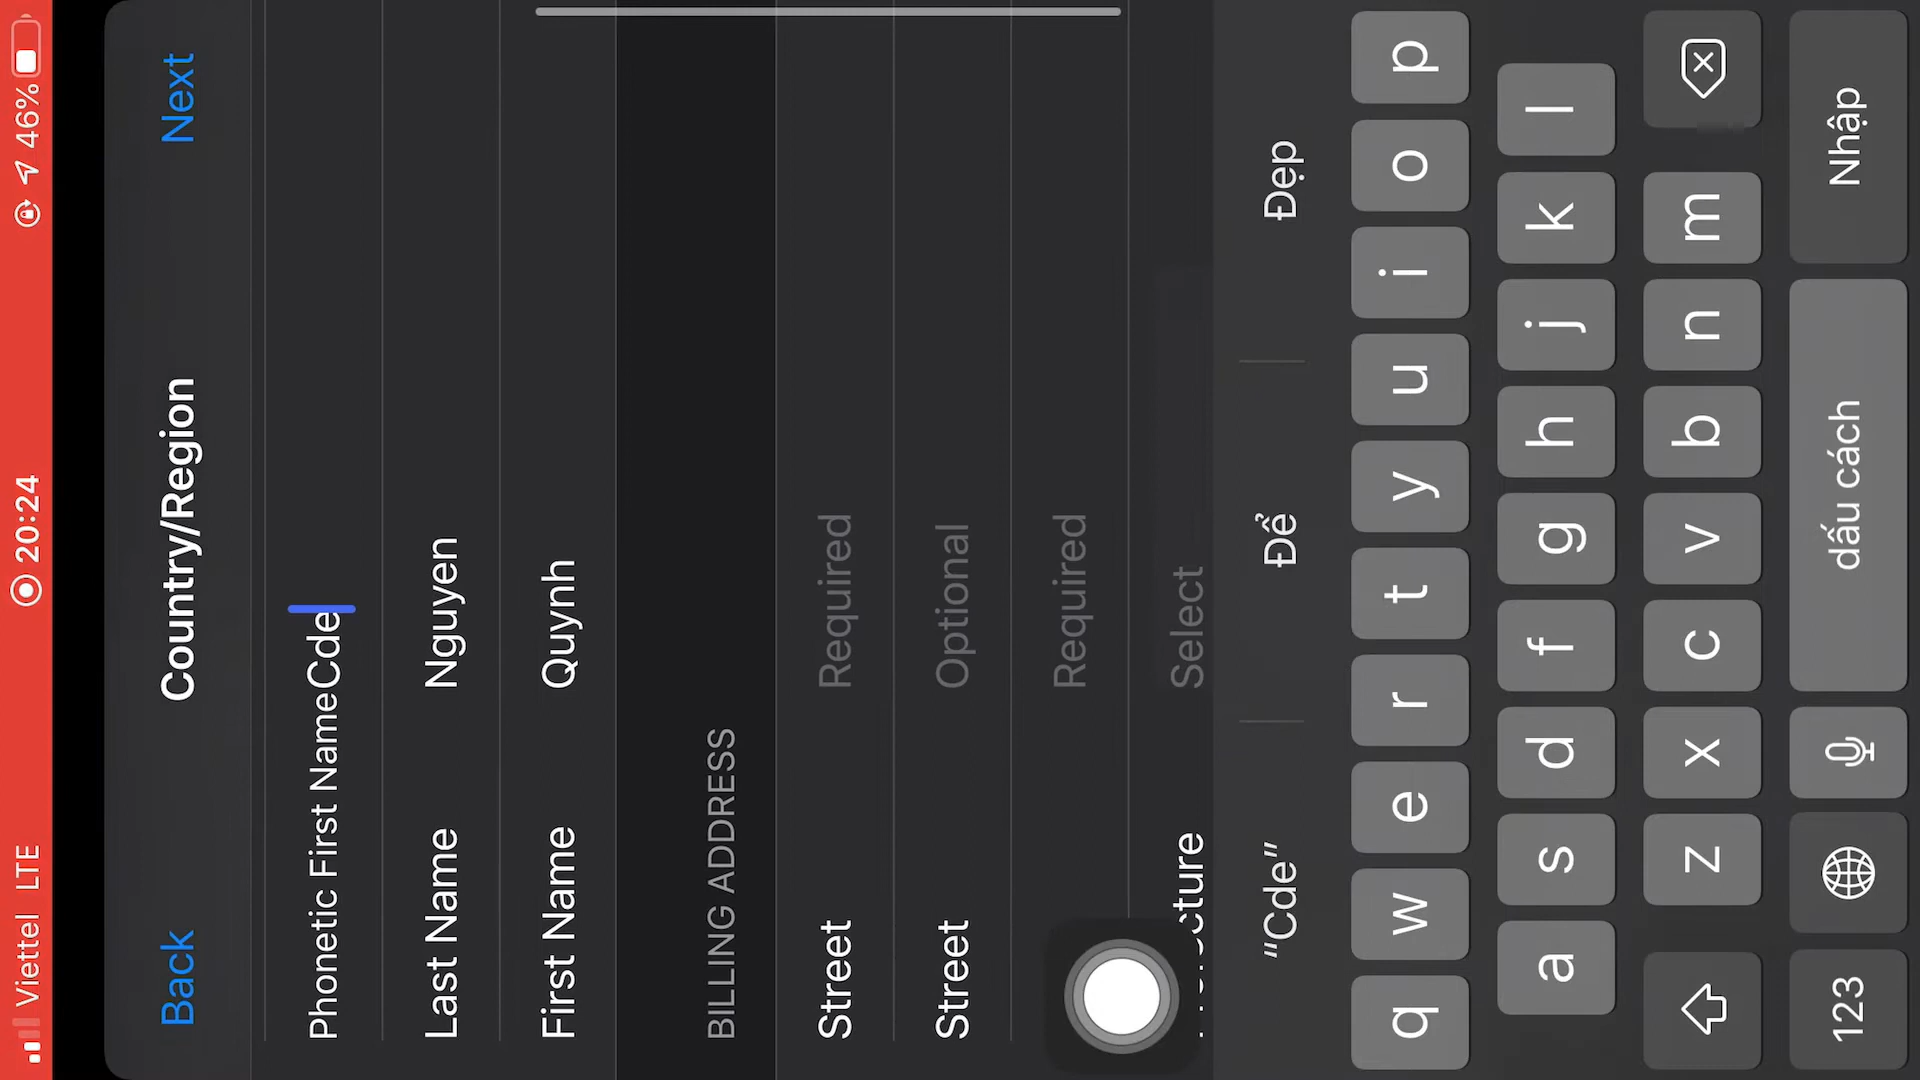 Viettel LTE 20:24 46%
Back Country/Region Next
Phonetic First Name Cde
Last Name Nguyen
First Name Quynh
BILLING ADDRESS
Street Required
Street Optional
Required
Select
"Cde" Để Đẹp
q w e r t y u i o p
a s d f g h j k l
z x c v b n m
123 dấu cách Nhập